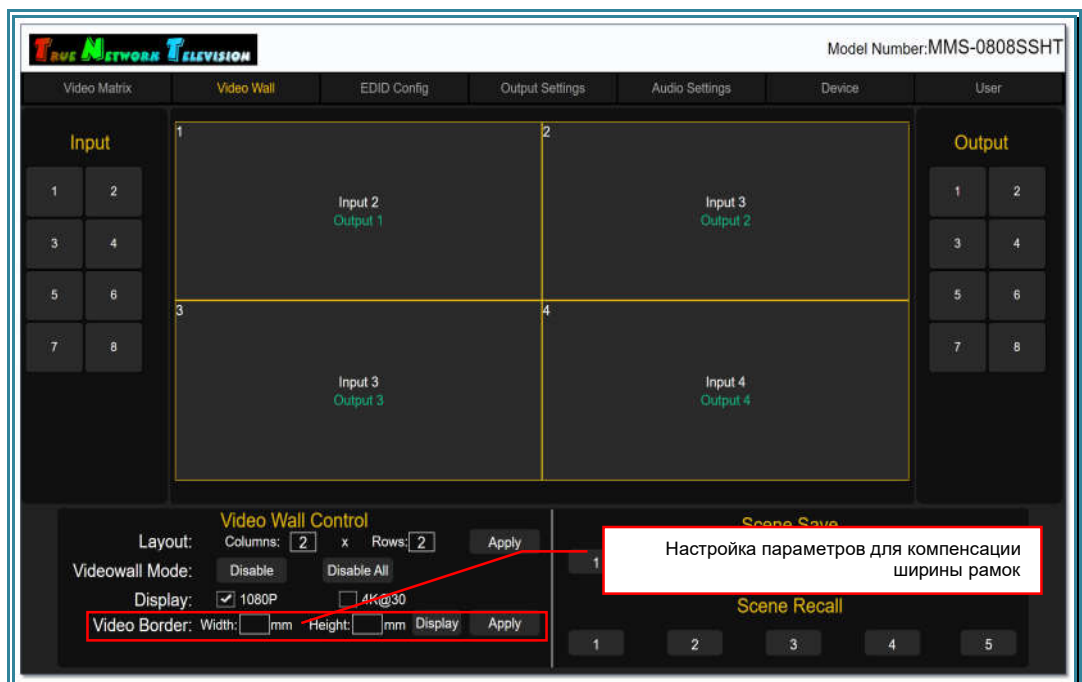 TRUE NETWORK TELEVISION
Model Number:MMS-0808SSHT
Video Matrix Video Wall EDID Config Output Settings Audio Settings Device User
Input
1 2
3 4
5 6
7 8
1
Input 2
Output 1
2
Input 3
Output 2
3
Input 3
Output 3
4
Input 4
Output 4
Output
1 2
3 4
5 6
7 8
Video Wall Control
Layout: Columns: 2 x Rows: 2 Apply
Videowall Mode: Disable Disable All
Display: 1080P 4K@30
Video Border: Width: mm Height: mm Display Apply
Scene Save
1
Настройка параметров для компенсации
ширины рамок
Scene Recall
1 2 3 4 5